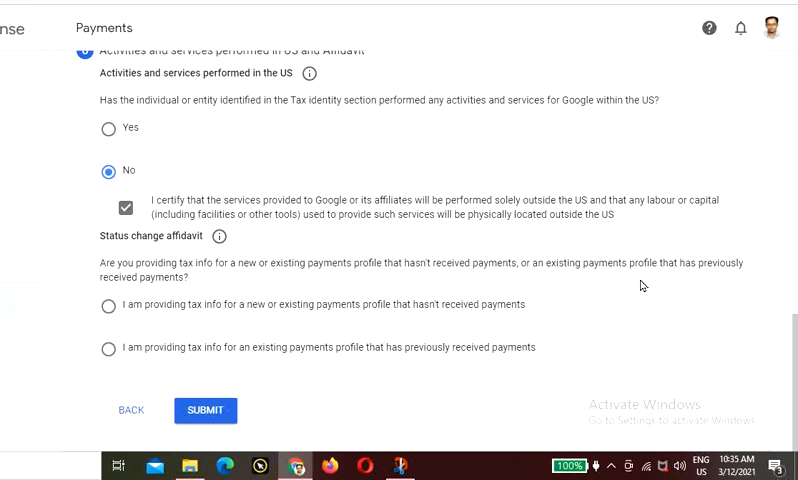 nse Payments
Activities and services performed in US and Affidavit
Activities and services performed in the US
Has the individual or entity identified in the Tax identity section performed any activities and services for Google within the US?
Yes
No
I certify that the services provided to Google or its affiliates will be performed solely outside the US and that any labour or capital
(including facilities or other tools) used to provide such services will be physically located outside the US
Status change affidavit
Are you providing tax info for a new or existing payments profile that hasn't received payments, or an existing payments profile that has previously
received payments?
I am providing tax info for a new or existing payments profile that hasn't received payments
I am providing tax info for an existing payments profile that has previously received payments
BACK SUBMIT
Activate Windows
Go to Settings to activate Windows.
100% ENG 10:35 AM
US 3/12/2021 3